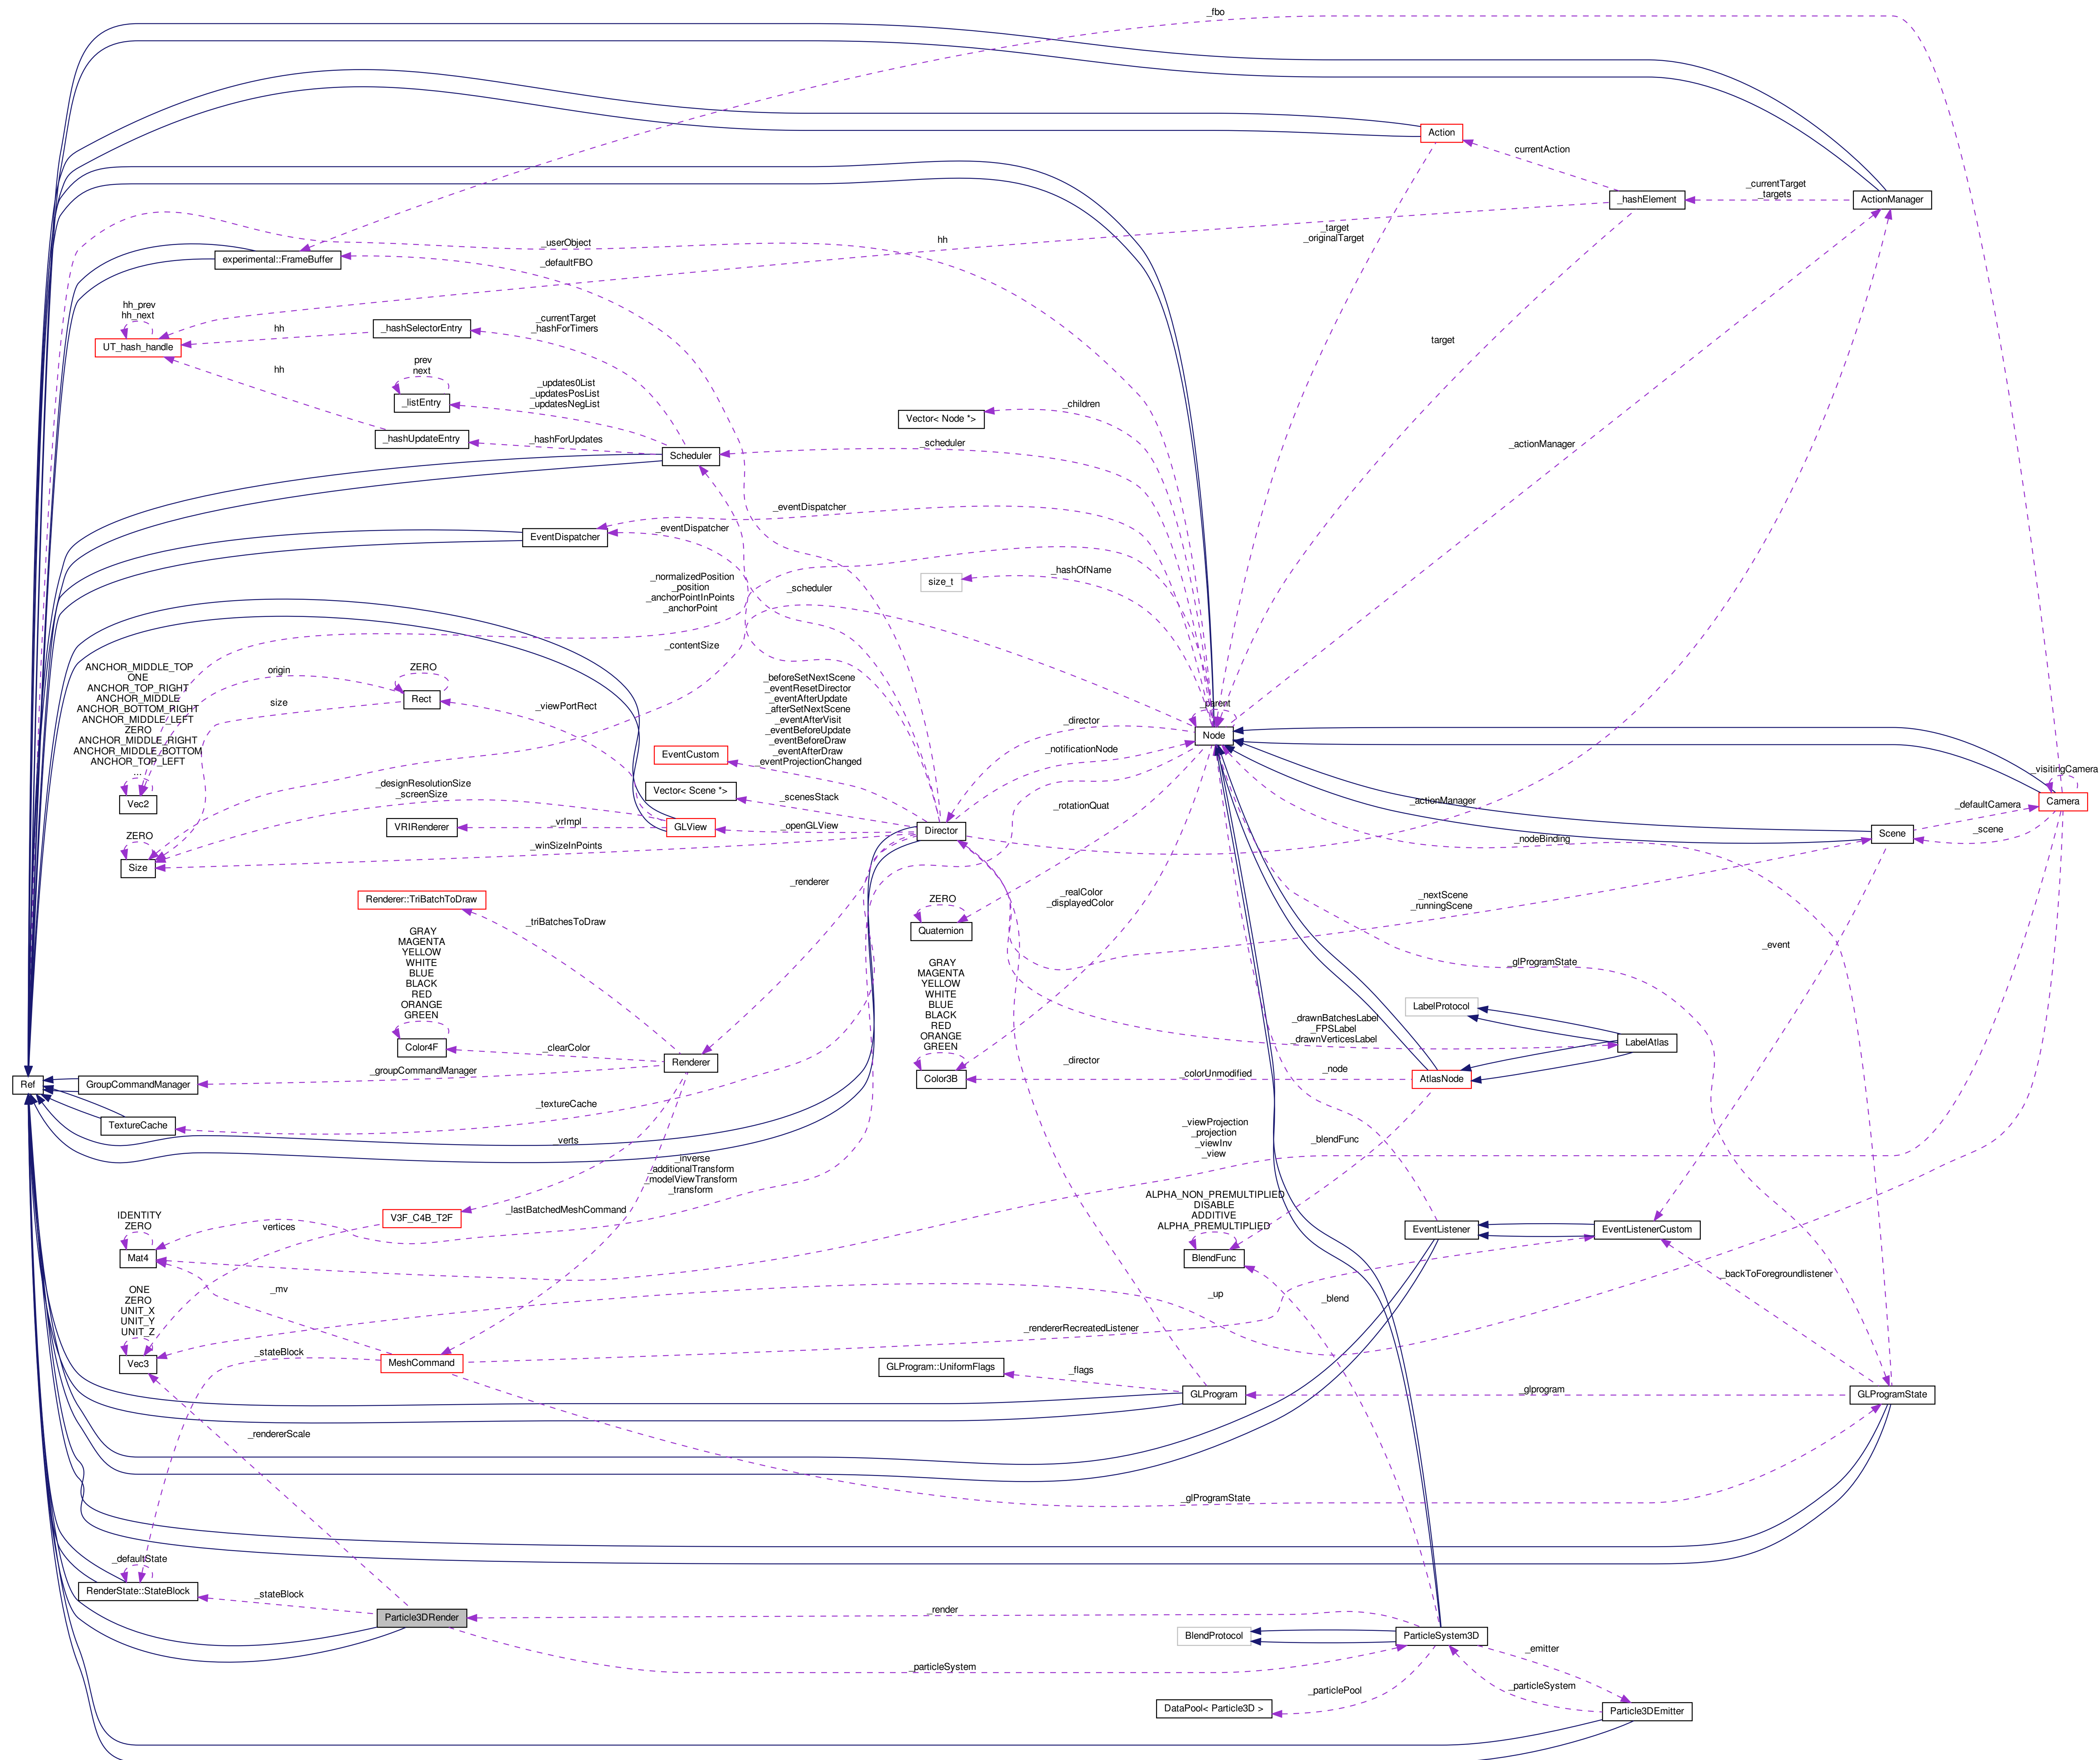 _fbo
Action
currentAction
_hashElement
_currentTarget
_targets
ActionManager
_target
_originalTarget
hh
_userObject
experimental::FrameBuffer
_defaultFBO
hh_prev
hh_next
UT_hash_handle
hh
_hashSelectorEntry
_currentTarget
_hashForTimers
target
prev
next
hh
_listEntry
_updates0List
_updatesPosList
_updatesNegList
_hashUpdateEntry
_hashForUpdates
Scheduler
Vector< Node *>
_children
_scheduler
_actionManager
_eventDispatcher
EventDispatcher
_eventDispatcher
size_t
_hashOfName
_normalizedPosition
_position
_anchorPointInPoints
_anchorPoint
_scheduler
_contentSize
ANCHOR_MIDDLE_TOP
ONE
ANCHOR_TOP_RIGHT
ANCHOR_MIDDLE
ANCHOR_BOTTOM_RIGHT
ANCHOR_MIDDLE_LEFT
ZERO
ANCHOR_MIDDLE_RIGHT
ANCHOR_MIDDLE_BOTTOM
ANCHOR_TOP_LEFT
...
Vec2
origin
size
ZERO
Rect
_viewPortRect
_beforeSetNextScene
_eventResetDirector
_eventAfterUpdate
_afterSetNextScene
_eventAfterVisit
_eventBeforeUpdate
_eventBeforeDraw
_eventAfterDraw
_eventProjectionChanged
EventCustom
_parent
Node
_director
_notificationNode
_designResolutionSize
_screenSize
Vector< Scene *>
_scenesStack
_visitingCamera
Camera
_rotationQuat
_actionManager
_defaultCamera
_scene
VRIRenderer
_vrImpl
GLView
_openGLView
Director
Scene
ZERO
Size
_winSizeInPoints
_nodeBinding
_renderer
Renderer::TriBatchToDraw
_triBatchesToDraw
_realColor
_displayedColor
_nextScene
_runningScene
ZERO
Quaternion
_event
GRAY
MAGENTA
YELLOW
WHITE
BLUE
BLACK
RED
ORANGE
GREEN
Color4F
_clearColor
GRAY
MAGENTA
YELLOW
WHITE
BLUE
BLACK
RED
ORANGE
GREEN
Color3B
_glProgramState
LabelProtocol
_drawnBatchesLabel
_FPSLabel
_drawnVerticesLabel
LabelAtlas
Renderer
_director
_colorUnmodified
_node
AtlasNode
Ref
GroupCommandManager
_groupCommandManager
TextureCache
_textureCache
_verts
_viewProjection
_projection
_viewInv
_view
_blendFunc
_inverse
_additionalTransform
_modelViewTransform
_transform
ALPHA_NON_PREMULTIPLIED
DISABLE
ADDITIVE
ALPHA_PREMULTIPLIED
BlendFunc
IDENTITY
ZERO
Mat4
vertices
V3F_C4B_T2F
_lastBatchedMeshCommand
EventListener
EventListenerCustom
_backToForegroundlistener
ONE
ZERO
UNIT_X
UNIT_Y
UNIT_Z
Vec3
_mv
_up
_blend
_rendererRecreatedListener
_stateBlock
MeshCommand
GLProgram::UniformFlags
_flags
GLProgram
_glprogram
GLProgramState
_rendererScale
_glProgramState
_defaultState
RenderState::StateBlock
_stateBlock
Particle3DRender
_render
BlendProtocol
ParticleSystem3D
_emitter
_particleSystem
_particlePool
_particleSystem
DataPool< Particle3D >
Particle3DEmitter